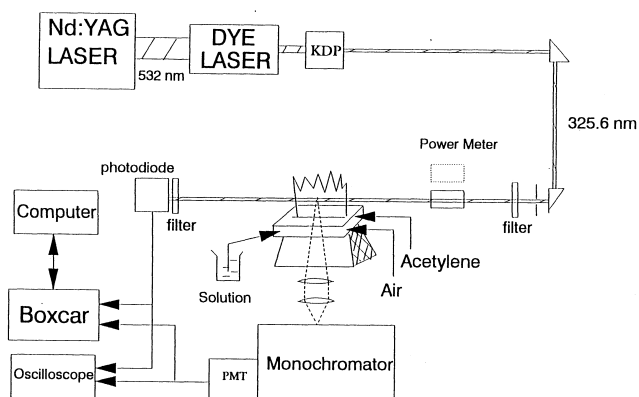 Nd:YAG
LASER
532 nm
DYE
LASER
KDP
325.6 nm
Power Meter
photodiode
filter
filter
Computer
Boxcar
Oscilloscope
Solution
Acetylene
Air
PMT
Monochromator